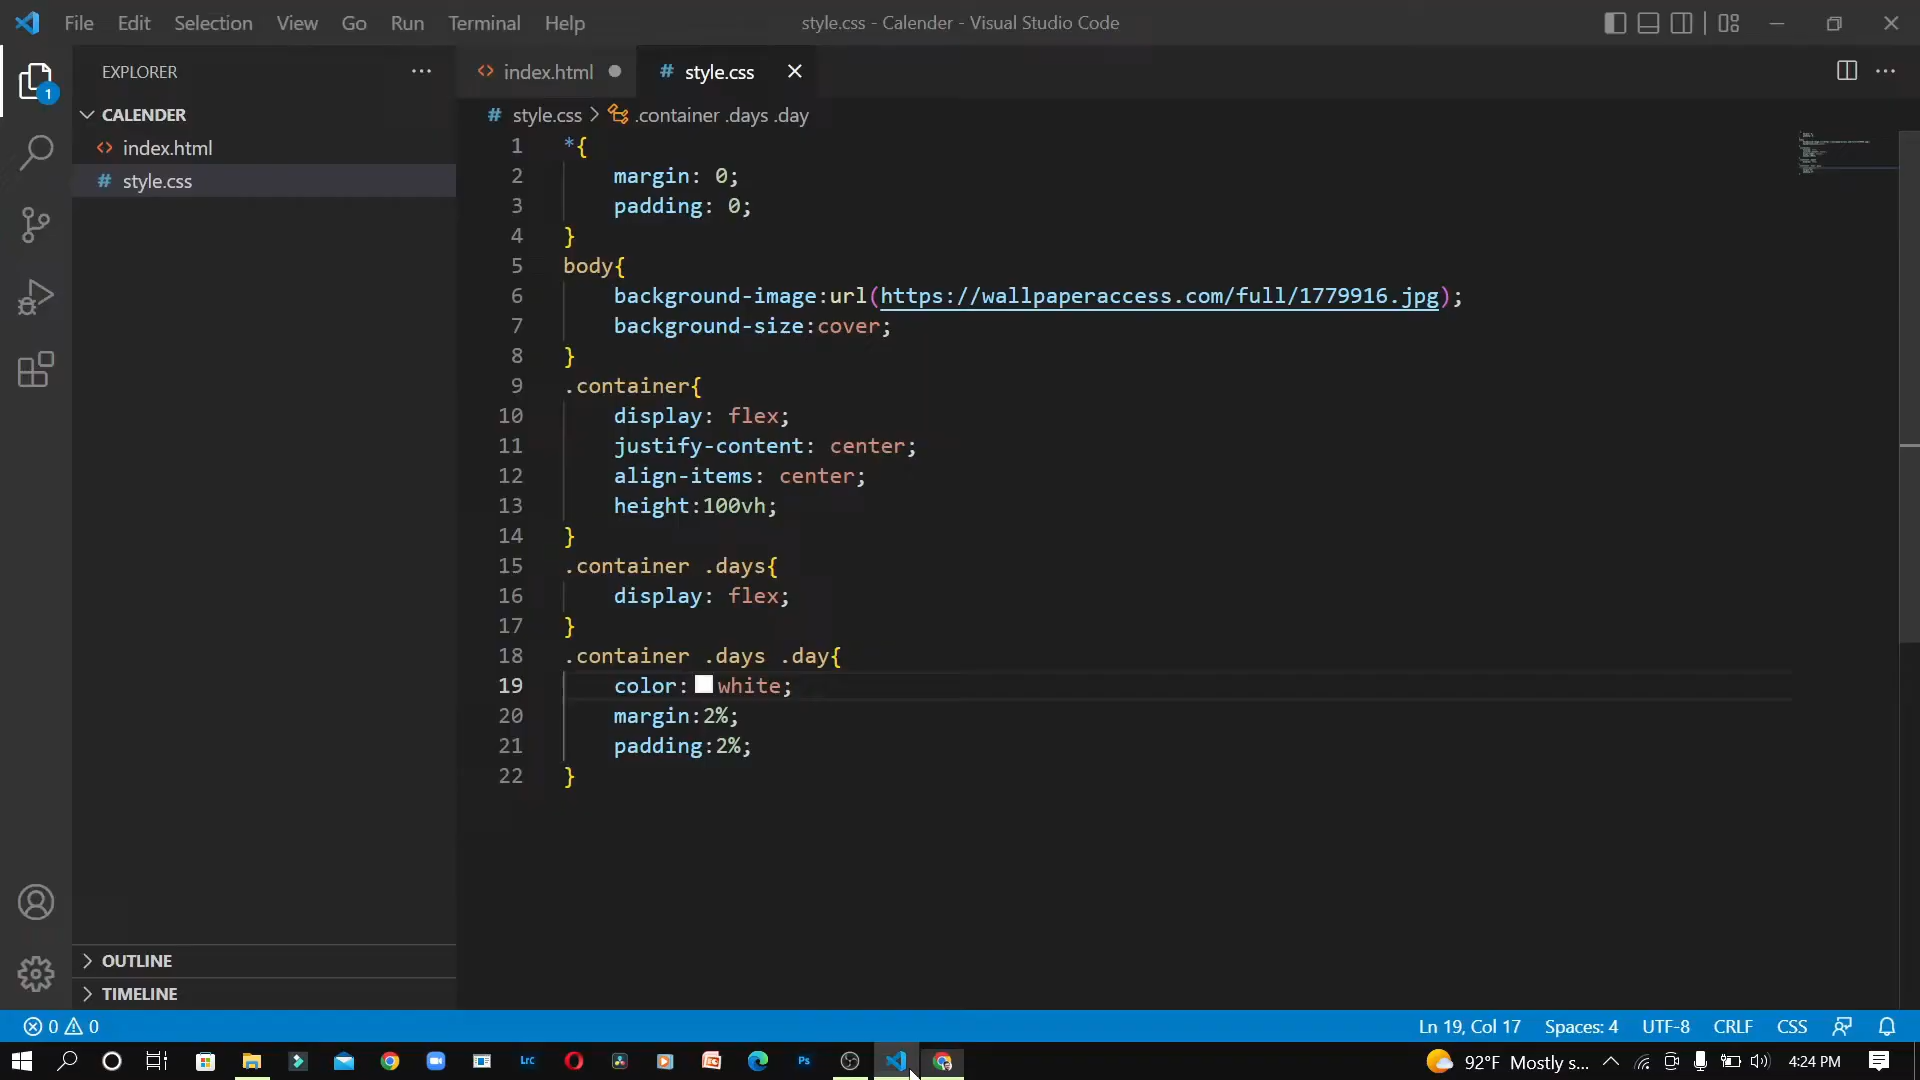 File Edit Selection View Go Run Terminal Help style.css - Calender - Visual Studio Code
EXPLORER
CALENDER
index.html
style.css
1
index.html
style.css
style.css > .container .days .day
1 *{
2 margin: 0;
3 padding: 0;
4 }
5 body{
6 background-image:url(https://wallpaperaccess.com/full/1779916.jpg);
7 background-size:cover;
8 }
9 .container{
10 display: flex;
11 justify-content: center;
12 align-items: center;
13 height:100vh;
14 }
15 .container .days{
16 display: flex;
17 }
18 .container .days .day{
19 color: white;
20 margin:2%;
21 padding:2%;
22 }
OUTLINE
TIMELINE
0 0 Ln 19, Col 17 Spaces: 4 UTF-8 CRLF CSS
Lrc Ps 92°F Mostly s... 4:24 PM